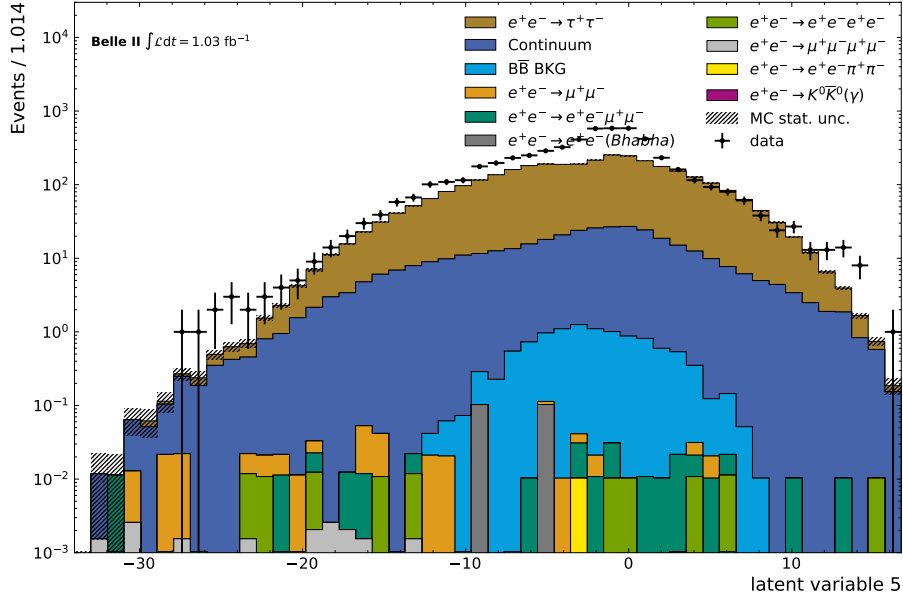 Events / 1.014
10⁴
10³
10²
10¹
10⁰
10⁻¹
10⁻²
10⁻³
Belle II ∫ℒdt = 1.03 fb⁻¹
e⁺e⁻→τ⁺τ⁻
Continuum
BB̅ BKG
e⁺e⁻→μ⁺μ⁻
e⁺e⁻→e⁺e⁻μ⁺μ⁻
e⁺e⁻→e⁺e⁻(Bhabha)
e⁺e⁻→e⁺e⁻e⁺e⁻
e⁺e⁻→μ⁺μ⁻μ⁺μ⁻
e⁺e⁻→e⁺e⁻π⁺π⁻
e⁺e⁻→K⁰K̅⁰(γ)
MC stat. unc.
data
−30 −20 −10 0 10
latent variable 5